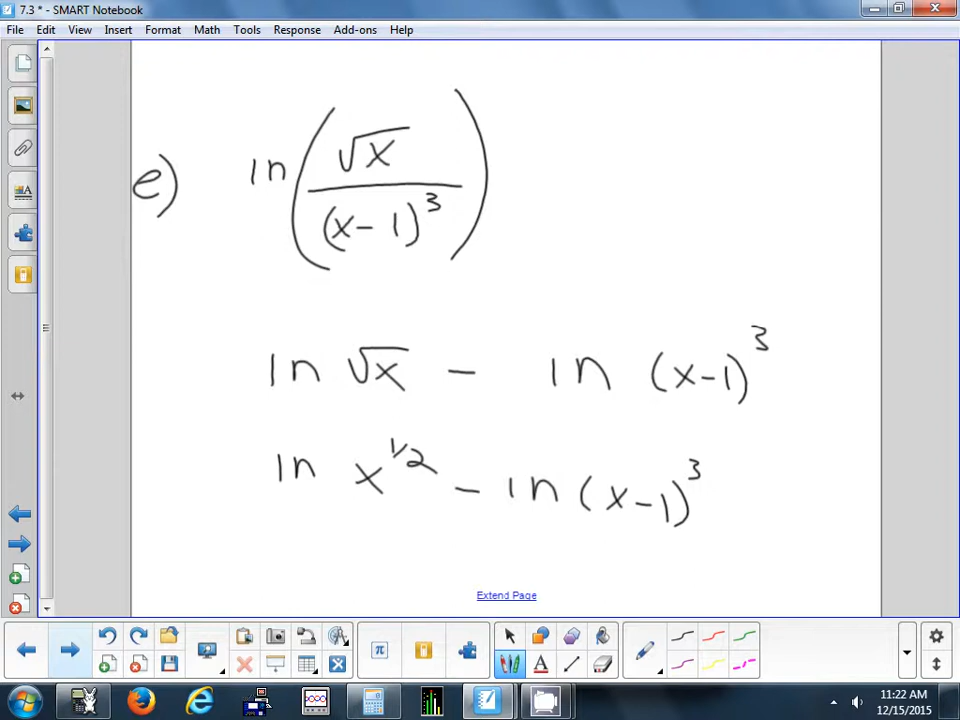 7.3 * - SMART Notebook
File Edit View Insert Format Math Tools Response Add-ons Help
e) ln(√x / (x-1)^3)
ln √x - ln (x-1)^3
ln x^1/2 - ln (x-1)^3
Extend Page
11:22 AM
12/15/2015